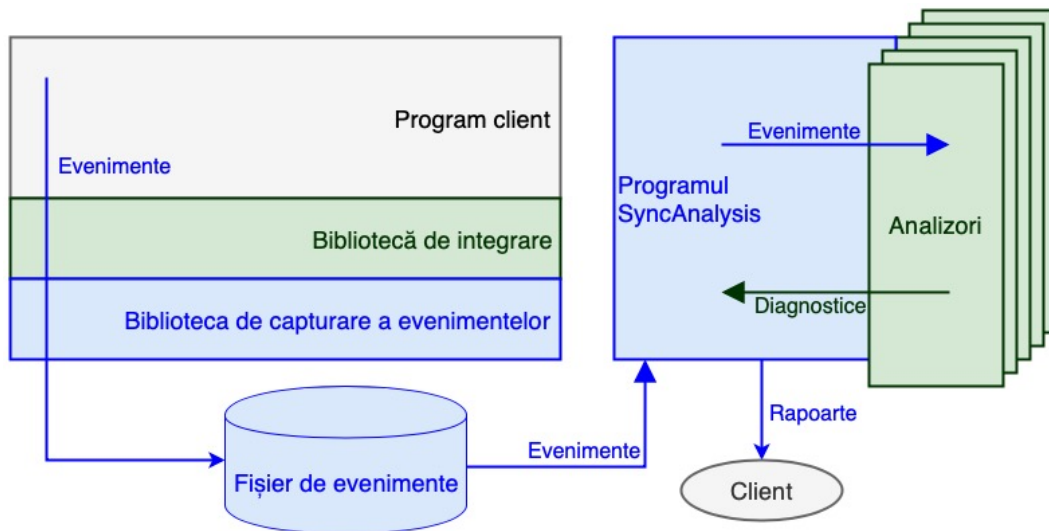 Program client
Evenimente
Bibliotecă de integrare
Biblioteca de capturare a evenimentelor
Fișier de evenimente
Evenimente
Evenimente
Programul
SyncAnalysis
Analizori
Diagnostice
Rapoarte
Client